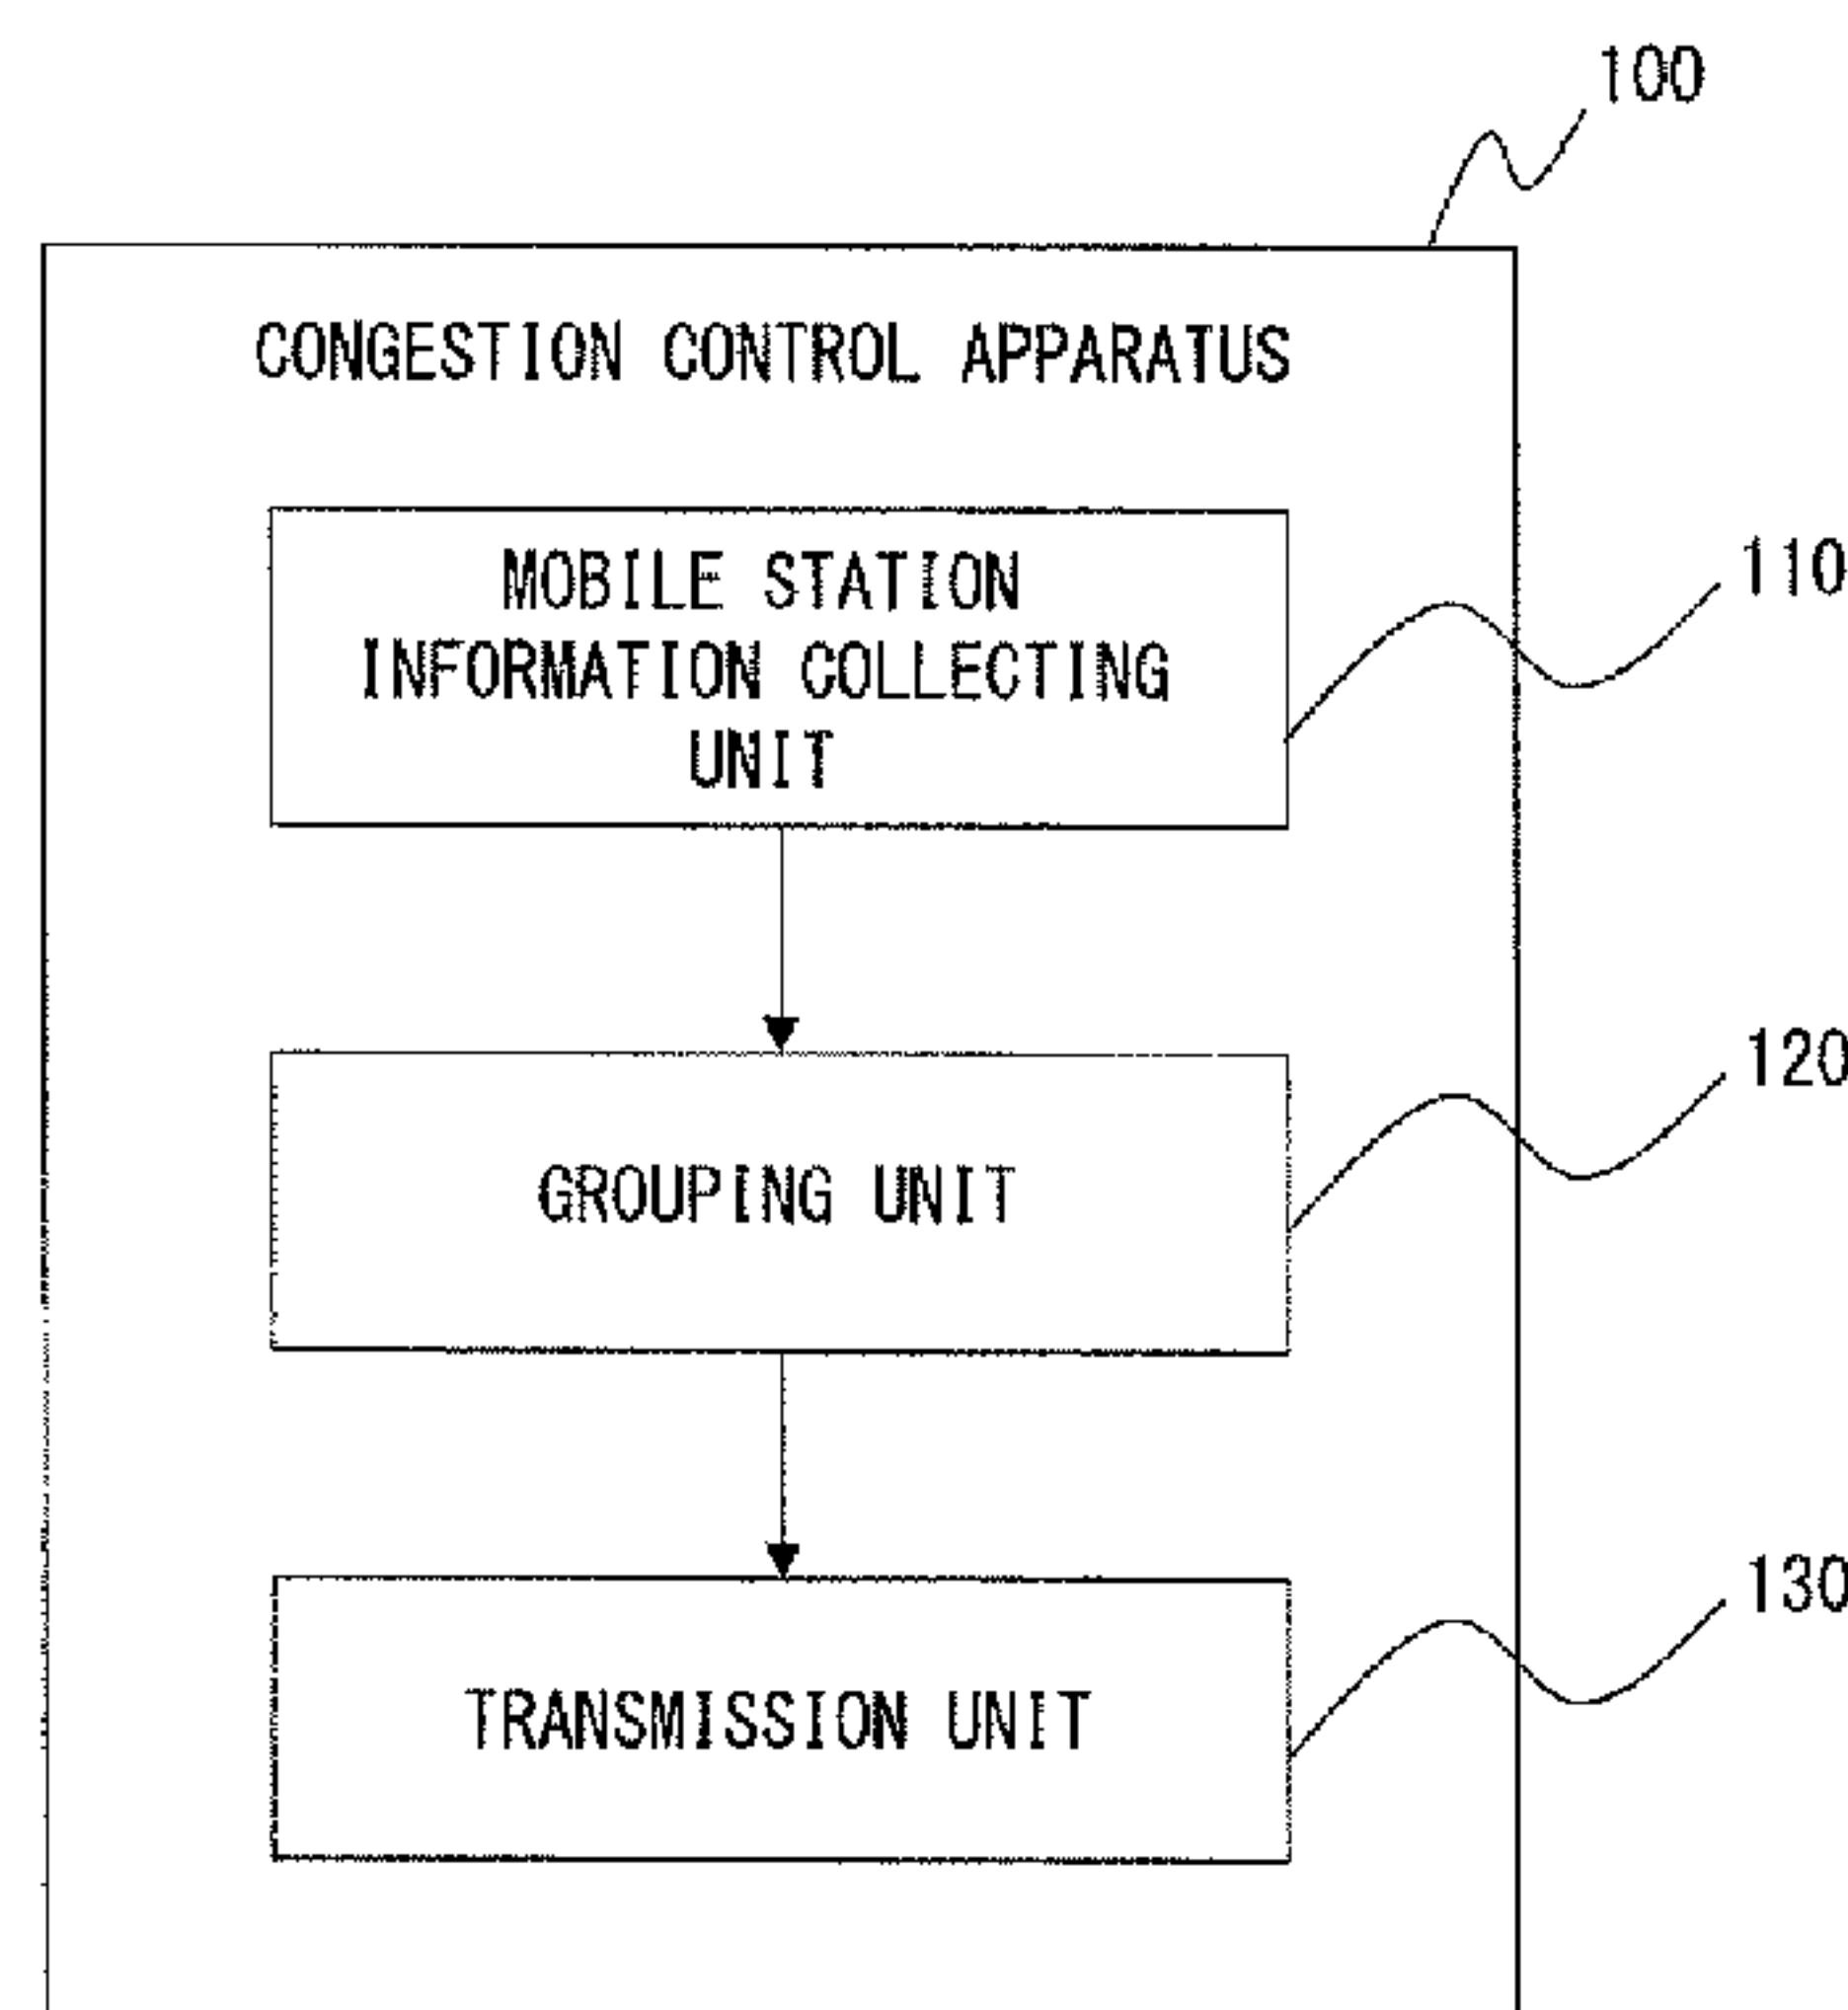 100
CONGESTION CONTROL APPARATUS
MOBILE STATION
INFORMATION COLLECTING
UNIT
110
GROUPING UNIT
120
TRANSMISSION UNIT
130